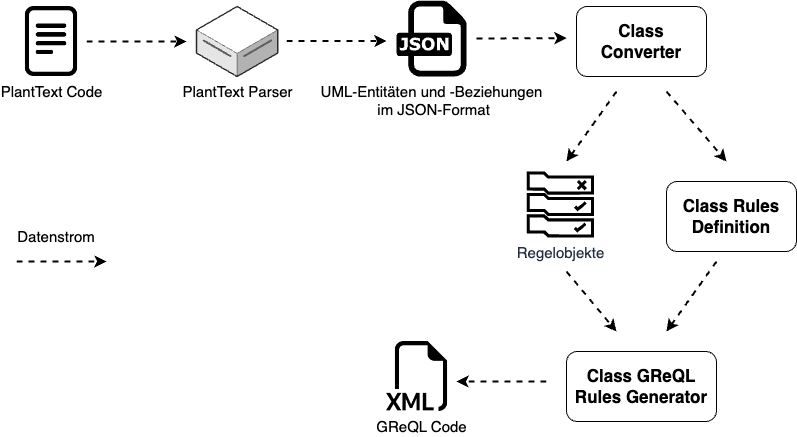 PlantText Code
PlantText Parser
JSON
UML-Entitäten und -Beziehungen
im JSON-Format
Class
Converter
Regelobjekte
Class Rules
Definition
Datenstrom
XML
GReQL Code
Class GReQL
Rules Generator